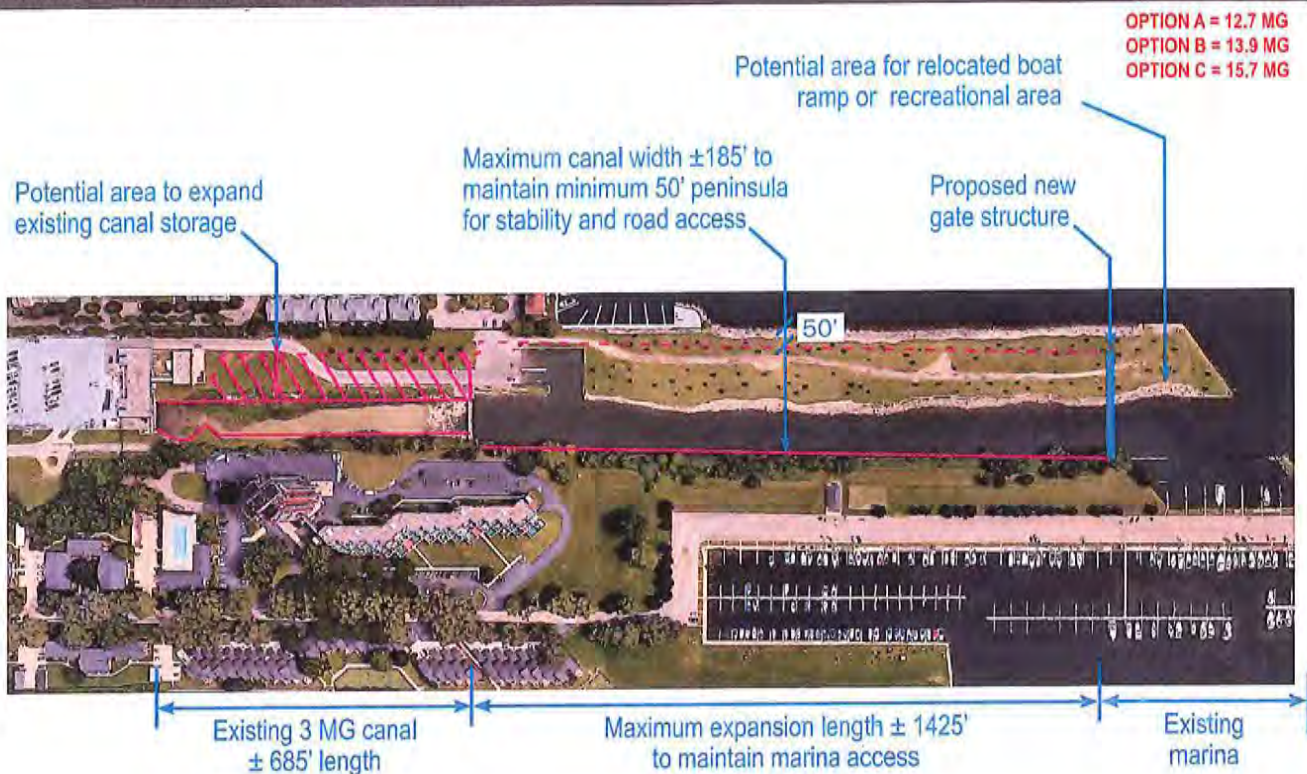 OPTION A = 12.7 MG
OPTION B = 13.9 MG
OPTION C = 15.7 MG
Potential area for relocated boat
ramp or recreational area
Maximum canal width ±185' to
maintain minimum 50' peninsula
for stability and road access
Proposed new
gate structure
Potential area to expand
existing canal storage
50'
Existing 3 MG canal
± 685' length
Maximum expansion length ± 1425'
to maintain marina access
Existing
marina